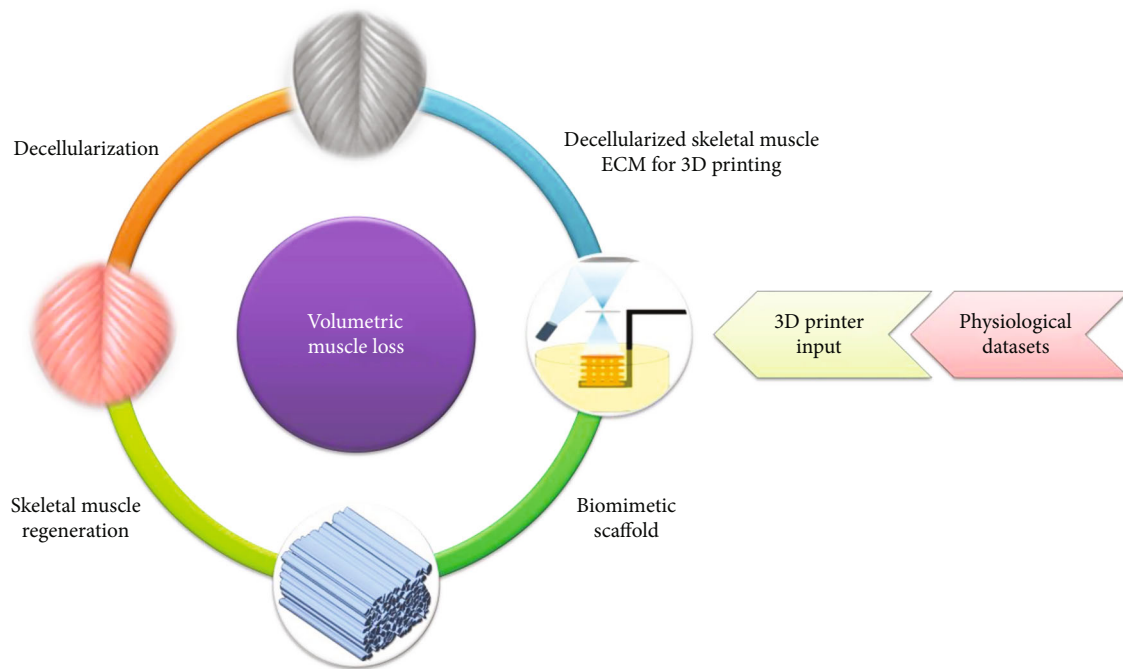 Decellularization
Decellularized skeletal muscle
ECM for 3D printing
Volumetric
muscle loss
3D printer
input
Physiological
datasets
Skeletal muscle
regeneration
Biomimetic
scaffold